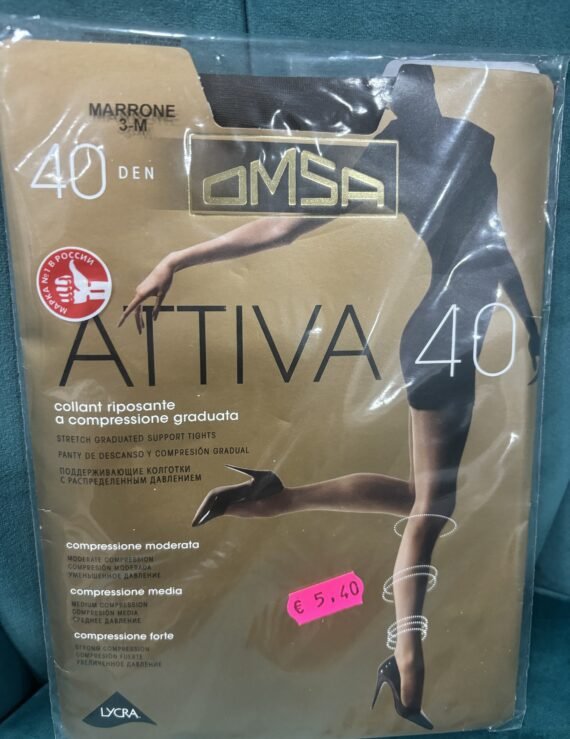 MARRONE
3-M
40 DEN
OMSA
МАРКА №1 В РОССИИ
ATTIVA 40
collant riposante
a compressione graduata
STRETCH GRADUATED SUPPORT TIGHTS
PANTY DE DESCANSO Y COMPRESIÓN GRADUAL
ПОДДЕРЖИВАЮЩИЕ КОЛГОТКИ
С РАСПРЕДЕЛЕННЫМ ДАВЛЕНИЕМ
compressione moderata
MODERATE COMPRESSION
COMPRESIÓN MODERADA
УМЕНЬШЕННОЕ ДАВЛЕНИЕ
compressione media
MEDIUM COMPRESSION
COMPRESIÓN MEDIA
СРЕДНЕЕ ДАВЛЕНИЕ
€ 5,40
compressione forte
STRONG COMPRESSION
COMPRESIÓN FUERTE
УВЕЛИЧЕННОЕ ДАВЛЕНИЕ
LYCRA